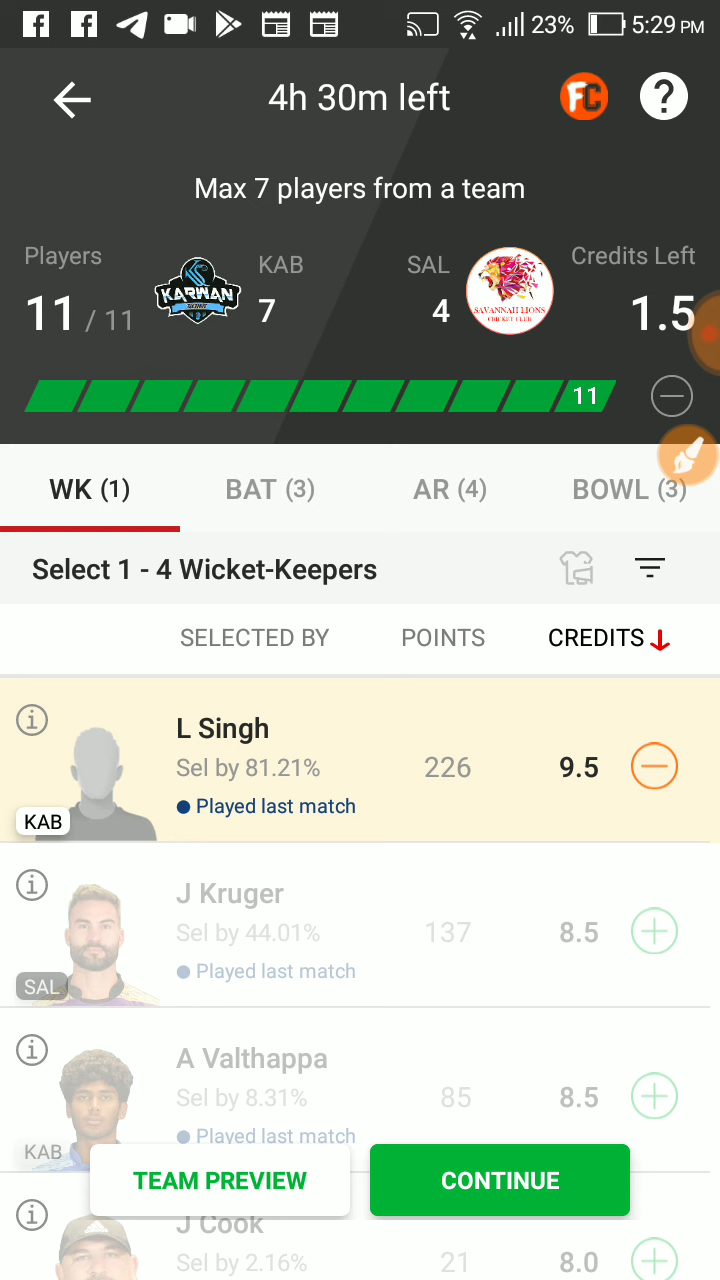 23% 5:29 PM
4h 30m left
FC ?
Max 7 players from a team
Players KAB SAL Credits Left
11 / 11 7 4 1.5
KARWAN
SAVANNAH LIONS
CRICKET CLUB
11
WK (1) BAT (3) AR (4) BOWL (3)
Select 1 - 4 Wicket-Keepers
SELECTED BY POINTS CREDITS
L Singh
Sel by 81.21% 226 9.5
Played last match
KAB
J Kruger
Sel by 44.01% 137 8.5
Played last match
SAL
A Valthappa
Sel by 8.31% 85 8.5
Played last match
KAB
TEAM PREVIEW CONTINUE
J Cook
Sel by 2.16% 21 8.0